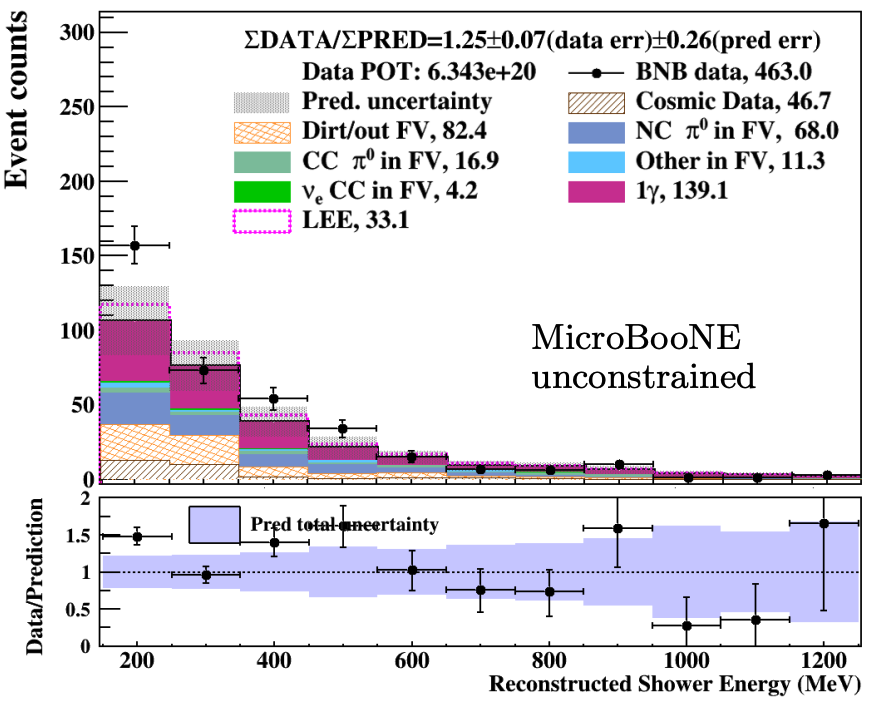 ΣDATA/ΣPRED=1.25±0.07(data err)±0.26(pred err)
Data POT: 6.343e+20
BNB data, 463.0
Pred. uncertainty
Cosmic Data, 46.7
Dirt/out FV, 82.4
NC π⁰ in FV, 68.0
CC π⁰ in FV, 16.9
Other in FV, 11.3
νₑ CC in FV, 4.2
1γ, 139.1
LEE, 33.1
Event counts
300
250
200
150
100
50
0
MicroBooNE
unconstrained
Data/Prediction
2
1.5
1
0.5
0
Pred total uncertainty
200
400
600
800
1000
1200
Reconstructed Shower Energy (MeV)